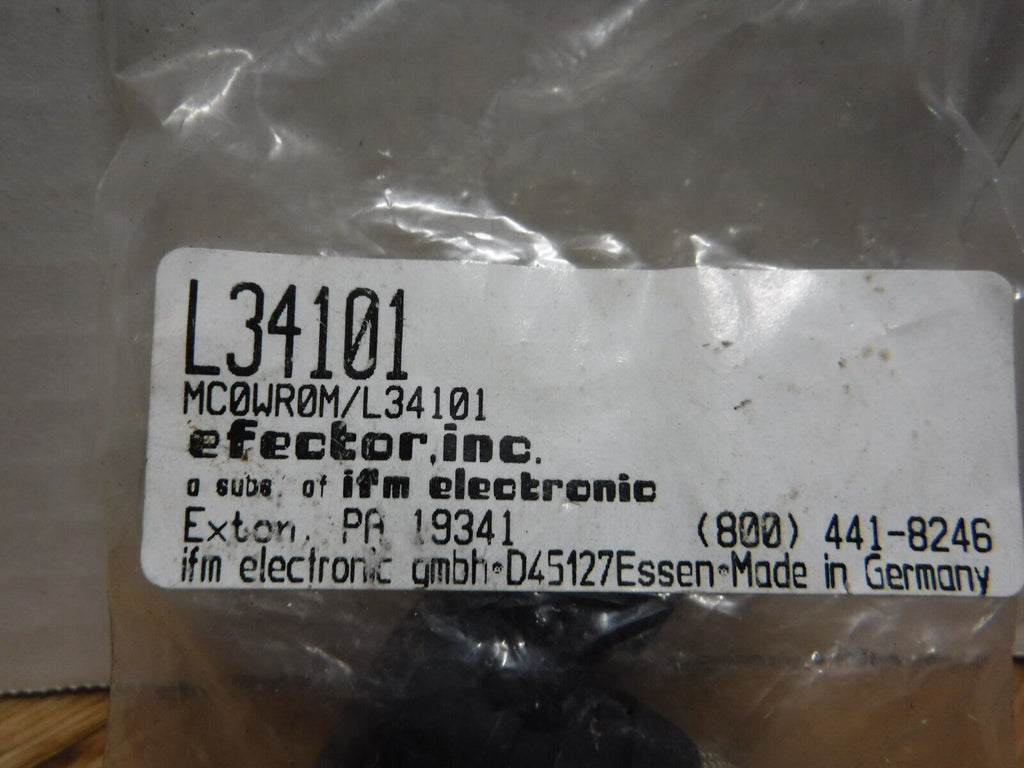 L34101
MC0WR0M/L34101
efector,inc.
a subs. of ifm electronic
Exton, PA 19341 (800) 441-8246
ifm electronic gmbh•D45127Essen•Made in Germany